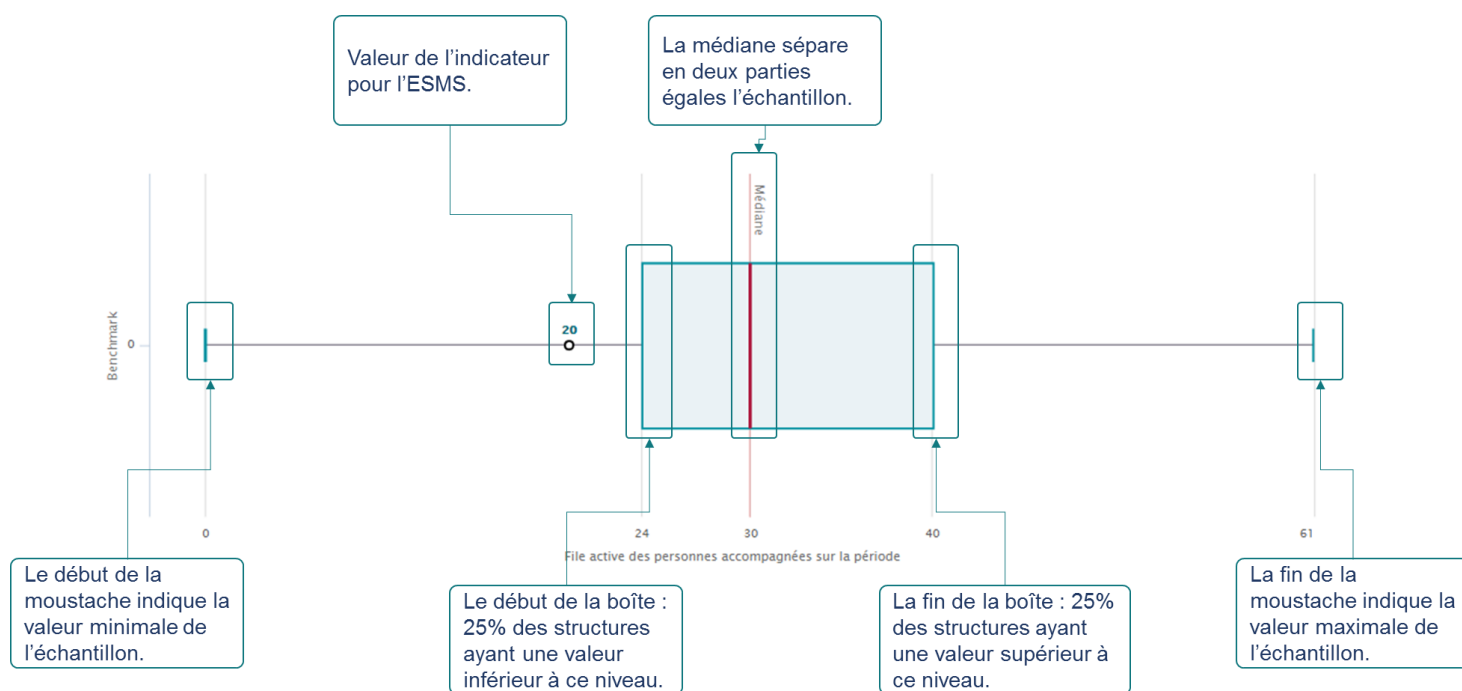 Valeur de l’indicateur
pour l’ESMS.
La médiane sépare
en deux parties
égales l’échantillon.
Médiane
20
Benchmark
0
0
24
30
40
61
File active des personnes accompagnées sur la période
Le début de la
moustache indique la
valeur minimale de
l’échantillon.
Le début de la boîte :
25% des structures
ayant une valeur
inférieur à ce niveau.
La fin de la boîte : 25%
des structures ayant
une valeur supérieur à
ce niveau.
La fin de la
moustache indique la
valeur maximale de
l’échantillon.